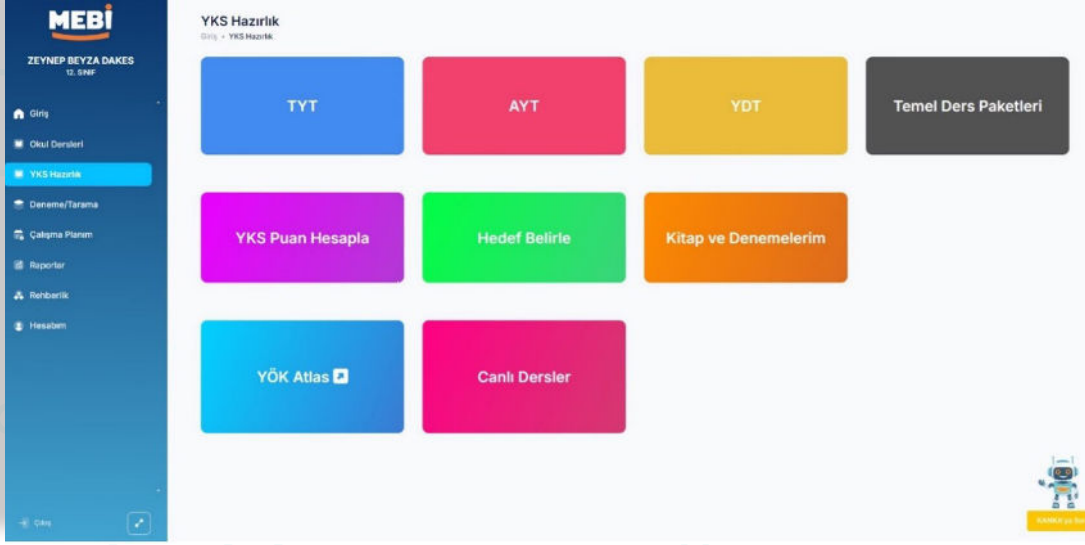 MEBİ
ZEYNEP BEYZA DAKES
12. SINIF
Giriş
Okul Dersleri
YKS Hazırlık
Deneme/Tarama
Çalışma Planım
Raporlar
Rehberlik
Hesabım
Çıkış
YKS Hazırlık
Giriş • YKS Hazırlık
TYT
AYT
YDT
Temel Ders Paketleri
YKS Puan Hesapla
Hedef Belirle
Kitap ve Denemelerim
YÖK Atlas
Canlı Dersler
KANKA'ya